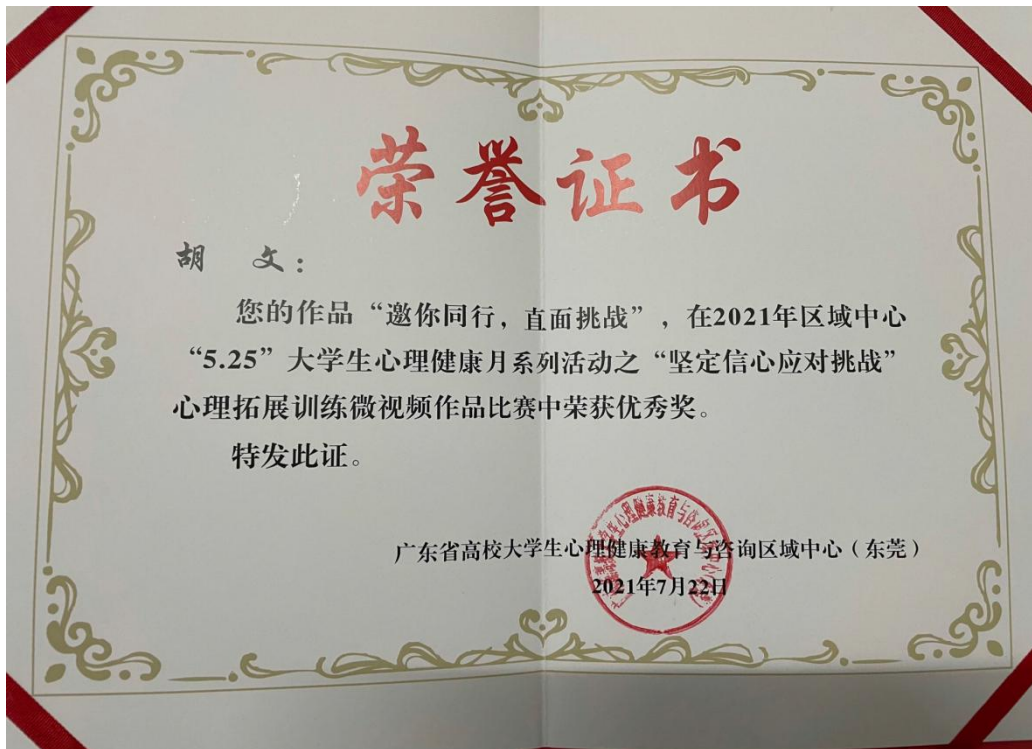 荣誉证书
胡 文：
您的作品“邀你同行，直面挑战”，在2021年区域中心
“5.25”大学生心理健康月系列活动之“坚定信心应对挑战”
心理拓展训练微视频作品比赛中荣获优秀奖。
特发此证。
广东省高校大学生心理健康教育与咨询区域中心（东莞）
2021年7月22日